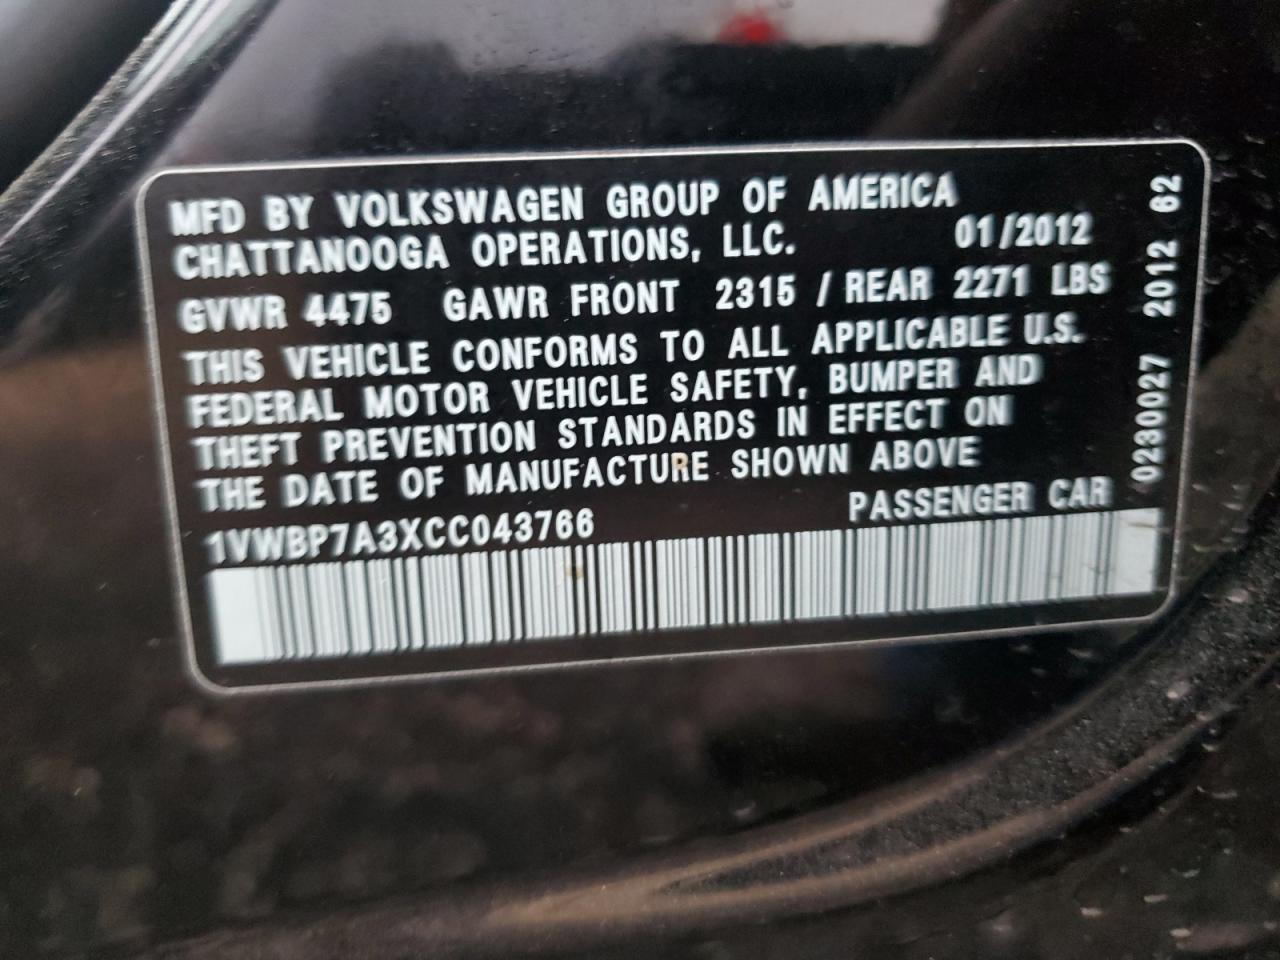 MFD BY VOLKSWAGEN GROUP OF AMERICA
CHATTANOOGA OPERATIONS, LLC. 01/2012
GVWR 4475 GAWR FRONT 2315 / REAR 2271 LBS
THIS VEHICLE CONFORMS TO ALL APPLICABLE U.S.
FEDERAL MOTOR VEHICLE SAFETY, BUMPER AND
THEFT PREVENTION STANDARDS IN EFFECT ON
THE DATE OF MANUFACTURE SHOWN ABOVE
1VWBP7A3XCC043766 PASSENGER CAR
0230027 2012 62